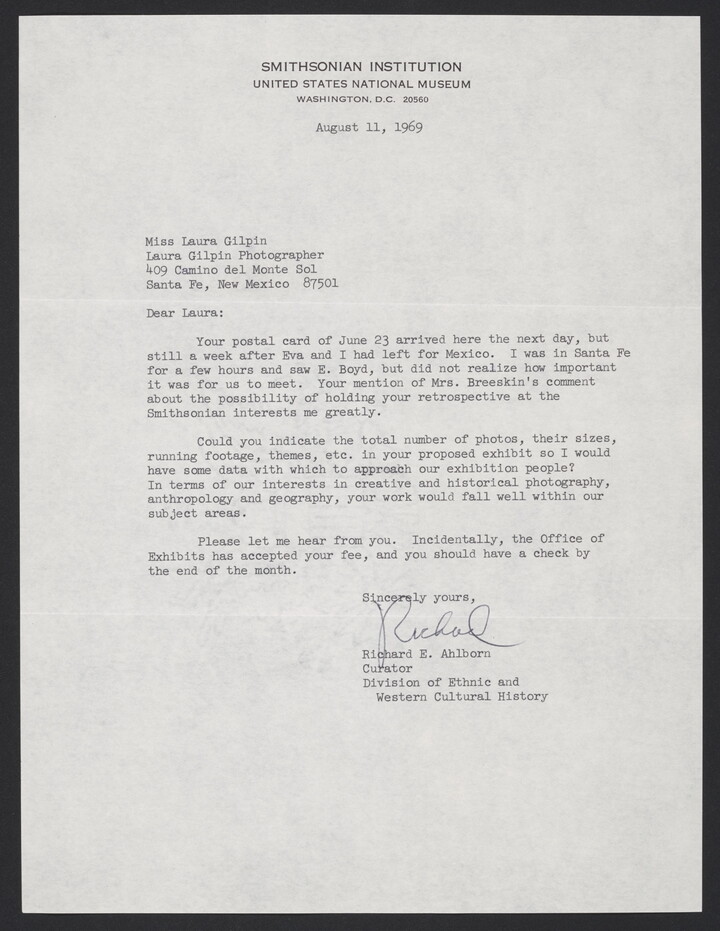 SMITHSONIAN INSTITUTION
UNITED STATES NATIONAL MUSEUM
WASHINGTON, D.C. 20560
August 11, 1969
Miss Laura Gilpin
Laura Gilpin Photographer
409 Camino del Monte Sol
Santa Fe, New Mexico 87501
Dear Laura:
Your postal card of June 23 arrived here the next day, but
still a week after Eva and I had left for Mexico. I was in Santa Fe
for a few hours and saw E. Boyd, but did not realize how important
it was for us to meet. Your mention of Mrs. Breeskin's comment
about the possibility of holding your retrospective at the
Smithsonian interests me greatly.
Could you indicate the total number of photos, their sizes,
running footage, themes, etc. in your proposed exhibit so I would
have some data with which to approach our exhibition people?
In terms of our interests in creative and historical photography,
anthropology and geography, your work would fall well within our
subject areas.
Please let me hear from you. Incidentally, the Office of
Exhibits has accepted your fee, and you should have a check by
the end of the month.
Sincerely yours,
Richard
Richard E. Ahlborn
Curator
Division of Ethnic and
Western Cultural History